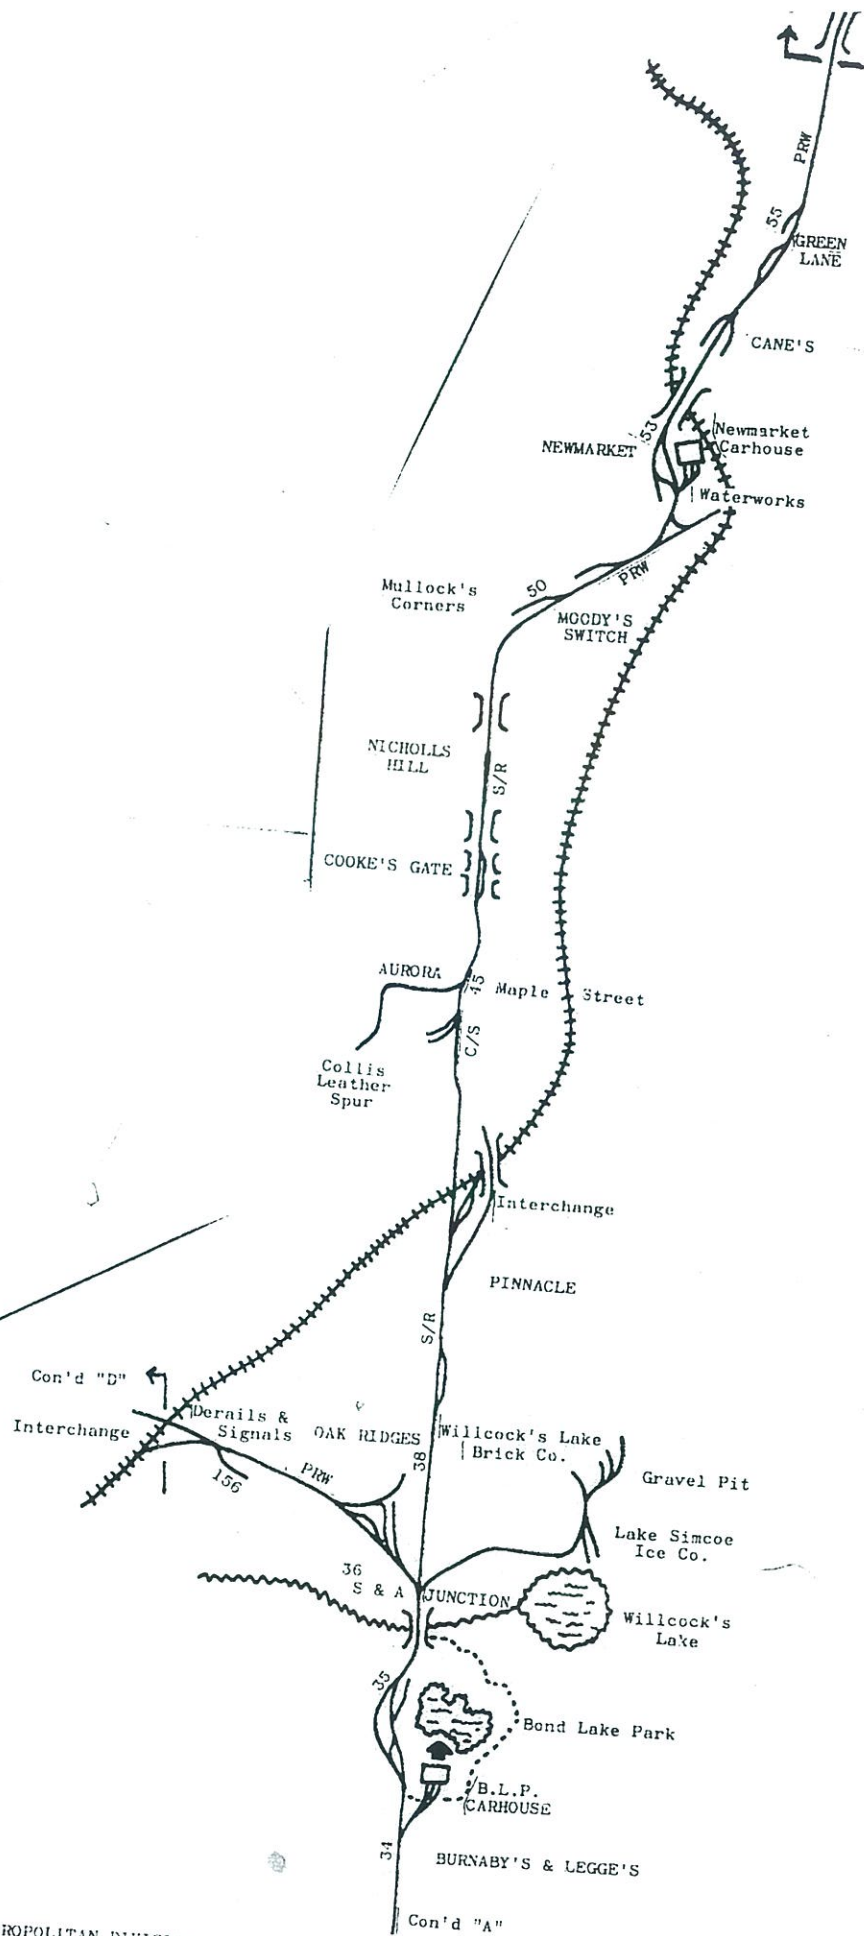 PRW
55
GREEN
LANE
CANE'S
53
NEWMARKET
Newmarket
Carhouse
Waterworks
PRW
50
Mullock's
Corners
MOODY'S
SWITCH
NICHOLLS
HILL
S/R
COOKE'S GATE
AURORA
45
Maple Street
C/S
Collis
Leather
Spur
Interchange
PINNACLE
S/R
Con'd "D"
Interchange
Derails &
Signals
OAK RIDGES
38
Willcock's Lake
Brick Co.
156
PRW
Gravel Pit
Lake Simcoe
Ice Co.
36
S & A JUNCTION
Willcock's
Lake
35
Bond Lake Park
B.L.P.
CARHOUSE
34
BURNABY'S & LEGGE'S
Con'd "A"